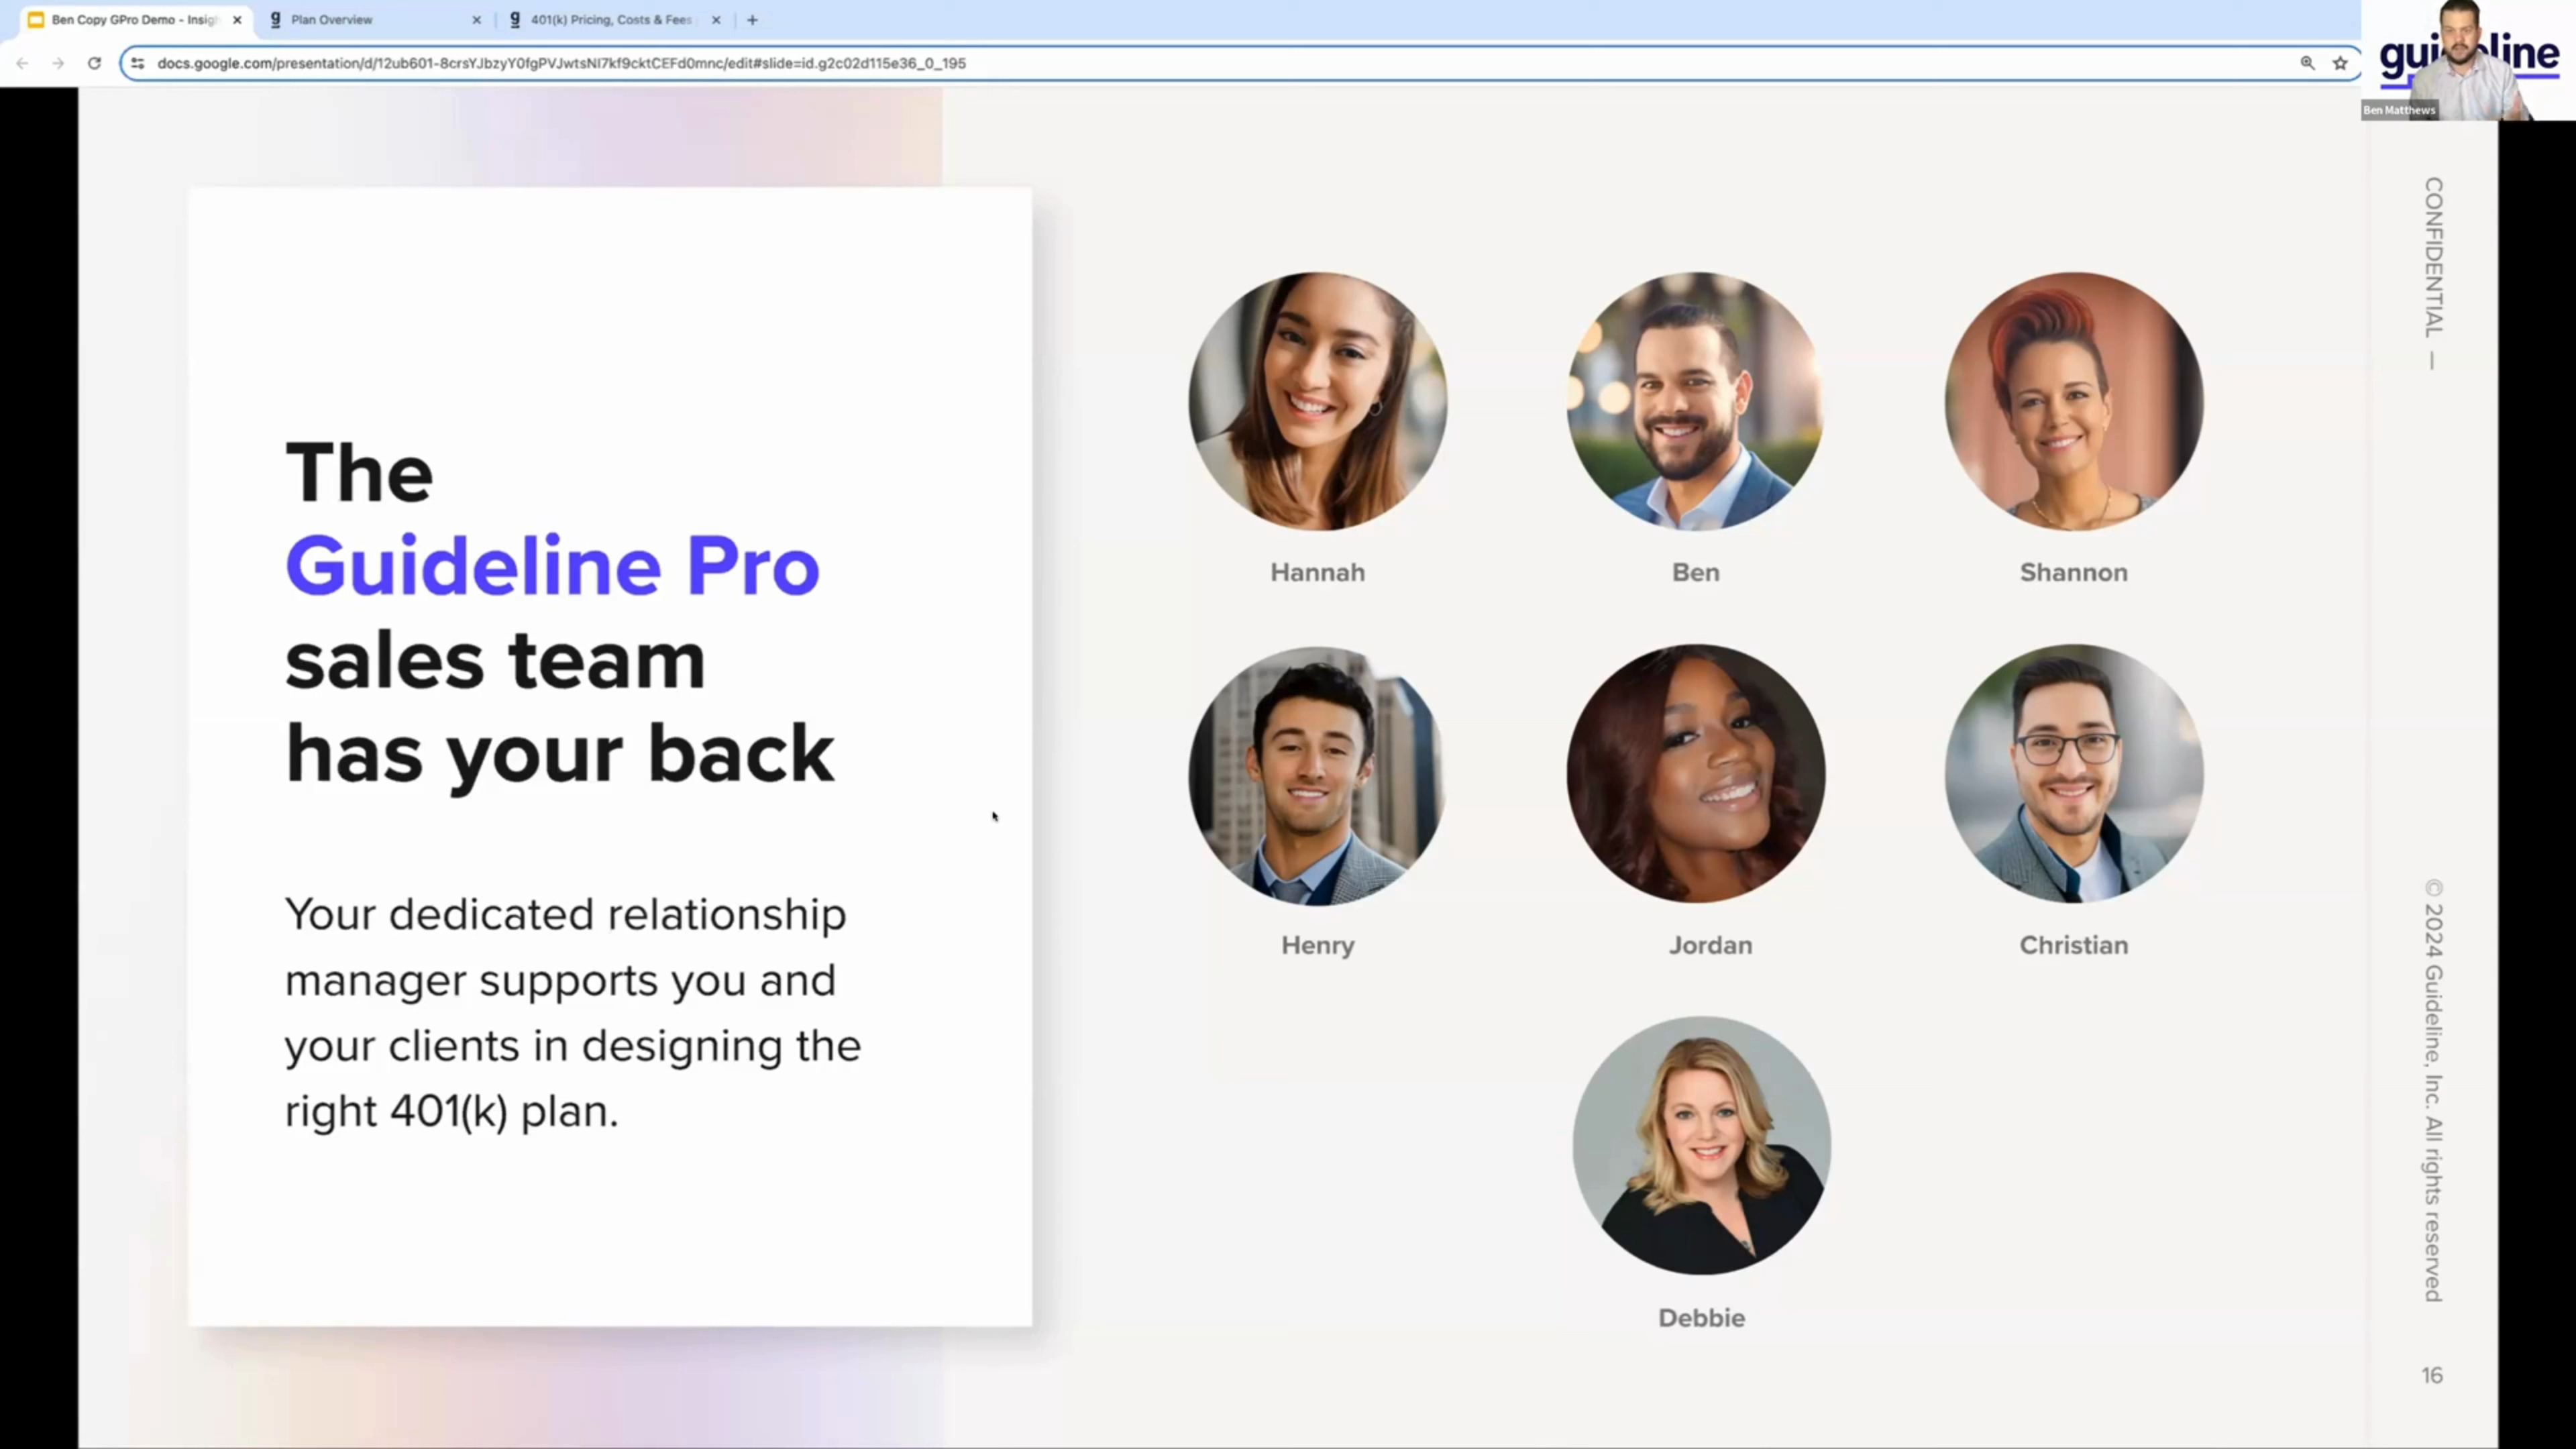 Ben Copy GPro Demo - Insig
Plan Overview
401(k) Pricing, Costs & Fees
docs.google.com/presentation/d/12ub601-8crsYJbzyY0fgPVJwtsNI7kf9cktCEFd0mnc/edit#slide=id.g2c02d115e36_0_195
Ben Matthews
The
Guideline Pro
sales team
has your back
Your dedicated relationship
manager supports you and
your clients in designing the
right 401(k) plan.
Hannah
Ben
Shannon
Henry
Jordan
Christian
Debbie
CONFIDENTIAL —
© 2024 Guideline, Inc. All rights reserved
16